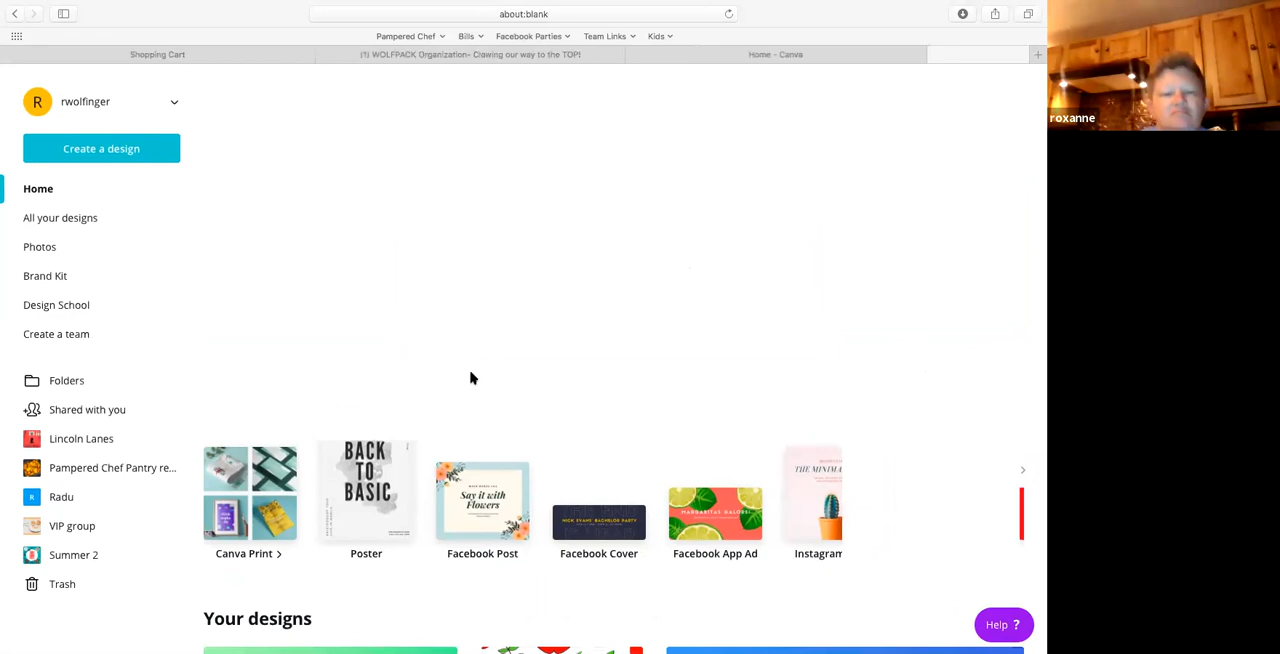 about:blank
Pampered Chef Bills Facebook Parties Team Links Kids
Shopping Cart (1) WOLFPACK Organization- Clawing our way to the TOP! Home - Canva +
R rwolfinger
Create a design
Home
All your designs
Photos
Brand Kit
Design School
Create a team
Folders
Shared with you
Lincoln Lanes
Pampered Chef Pantry re...
R Radu
VIP group
Summer 2
Trash
BACK
TO
BASIC
Say it with
Flowers
NICK EVANS' BACHELOR PARTY
MARGARITAS GALORE!
THE MINIMA
Canva Print > Poster Facebook Post Facebook Cover Facebook App Ad Instagram
Your designs
Help ?
roxanne